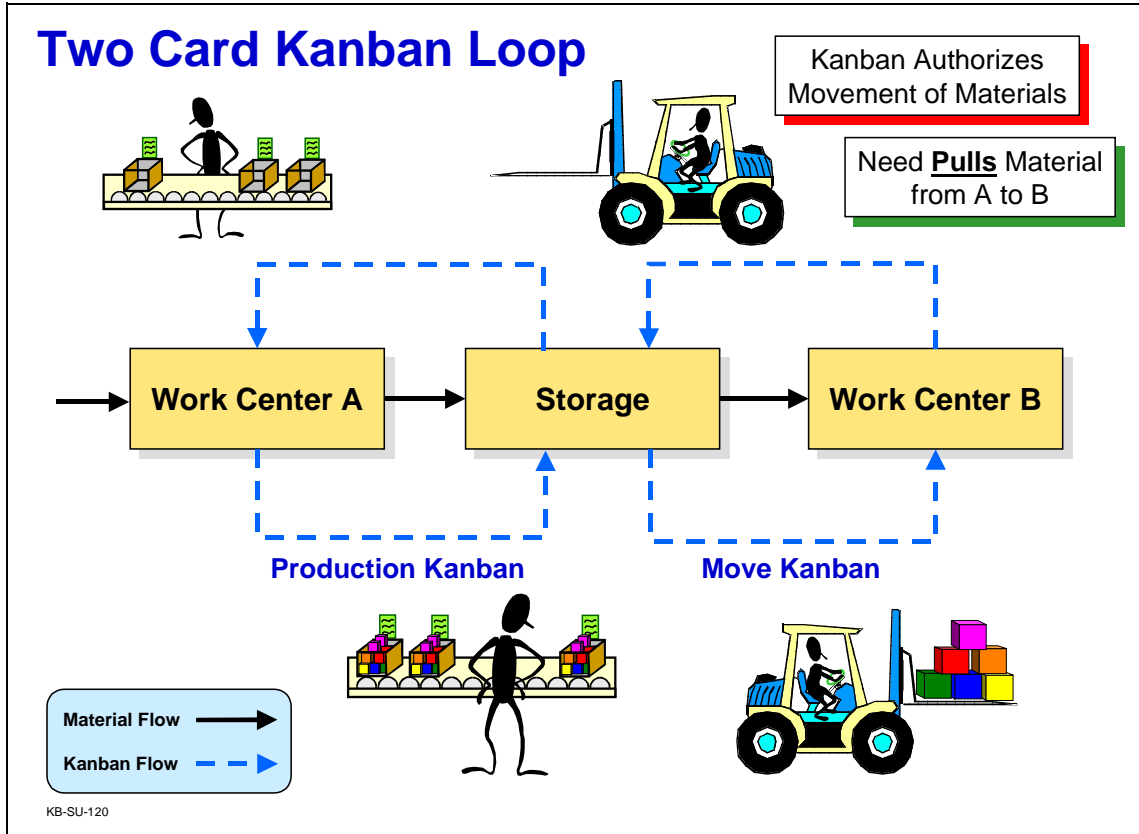 Two Card Kanban Loop
Kanban Authorizes
Movement of Materials
Need Pulls Material
from A to B
Work Center A
Storage
Work Center B
Production Kanban
Move Kanban
Material Flow
Kanban Flow
KB-SU-120